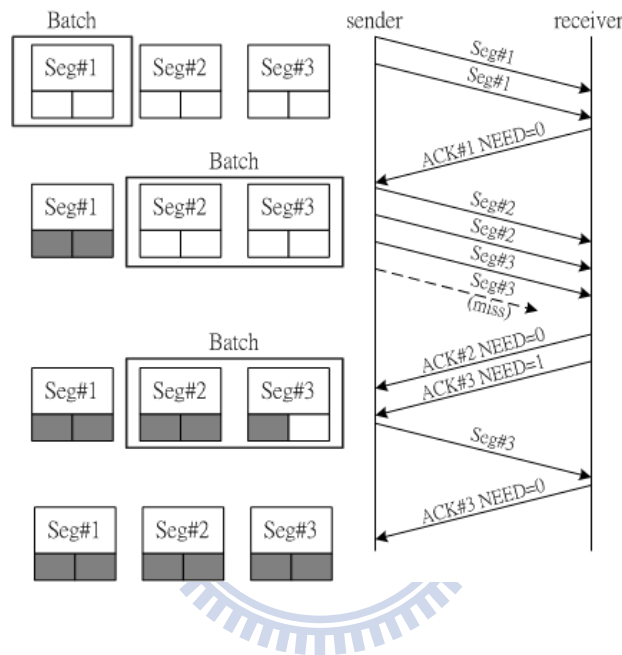 Batch
sender
receiver
Seg#1
Seg#2
Seg#3
Seg#1
Seg#1
ACK#1 NEED=0
Batch
Seg#1
Seg#2
Seg#3
Seg#2
Seg#2
Seg#3
Seg#3
(miss)
Batch
ACK#2 NEED=0
ACK#3 NEED=1
Seg#1
Seg#2
Seg#3
Seg#3
ACK#3 NEED=0
Seg#1
Seg#2
Seg#3